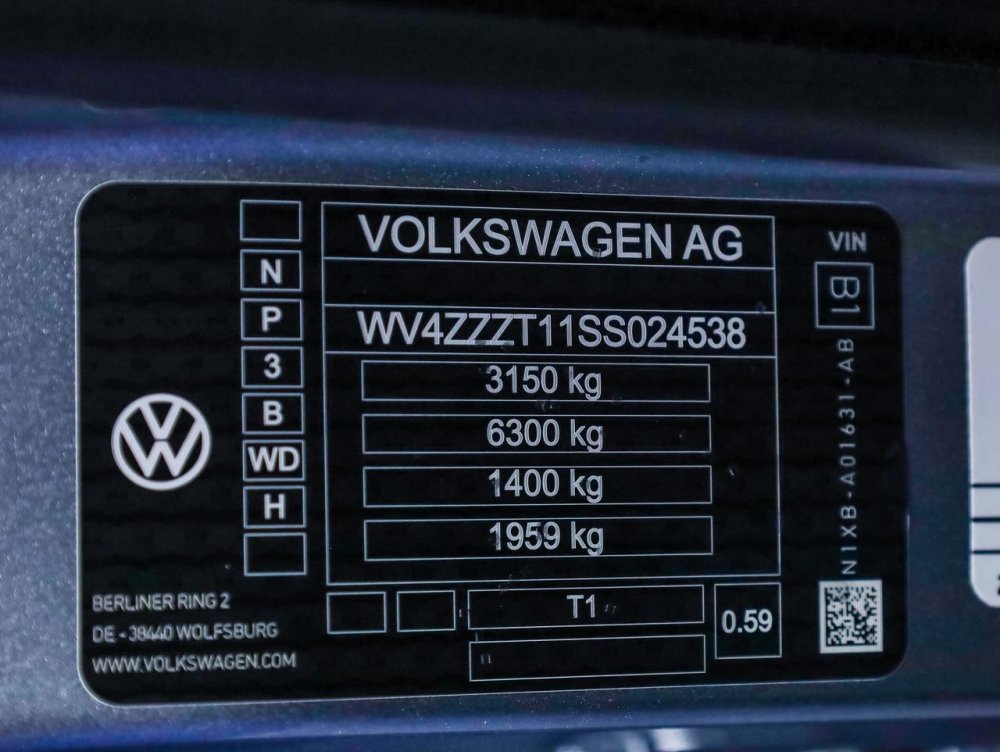 VOLKSWAGEN AG
WV4ZZZT11SS024538
3150 kg
6300 kg
1400 kg
1959 kg
T1
0.59
N
P
3
B
WD
H
VIN
B1
N1XB-A01631-AB
BERLINER RING 2
DE - 38440 WOLFSBURG
WWW.VOLKSWAGEN.COM